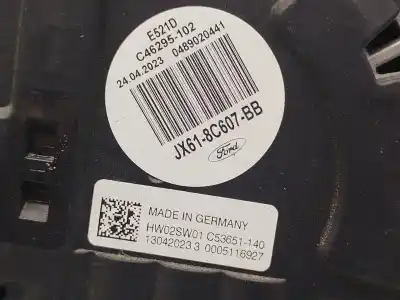 E521D
C46295-102
24.04.2023 0489020441
JX61-8C607-BB
Ford
MADE IN GERMANY
HW02SW01 C53651-140
13042023 3 0005116927